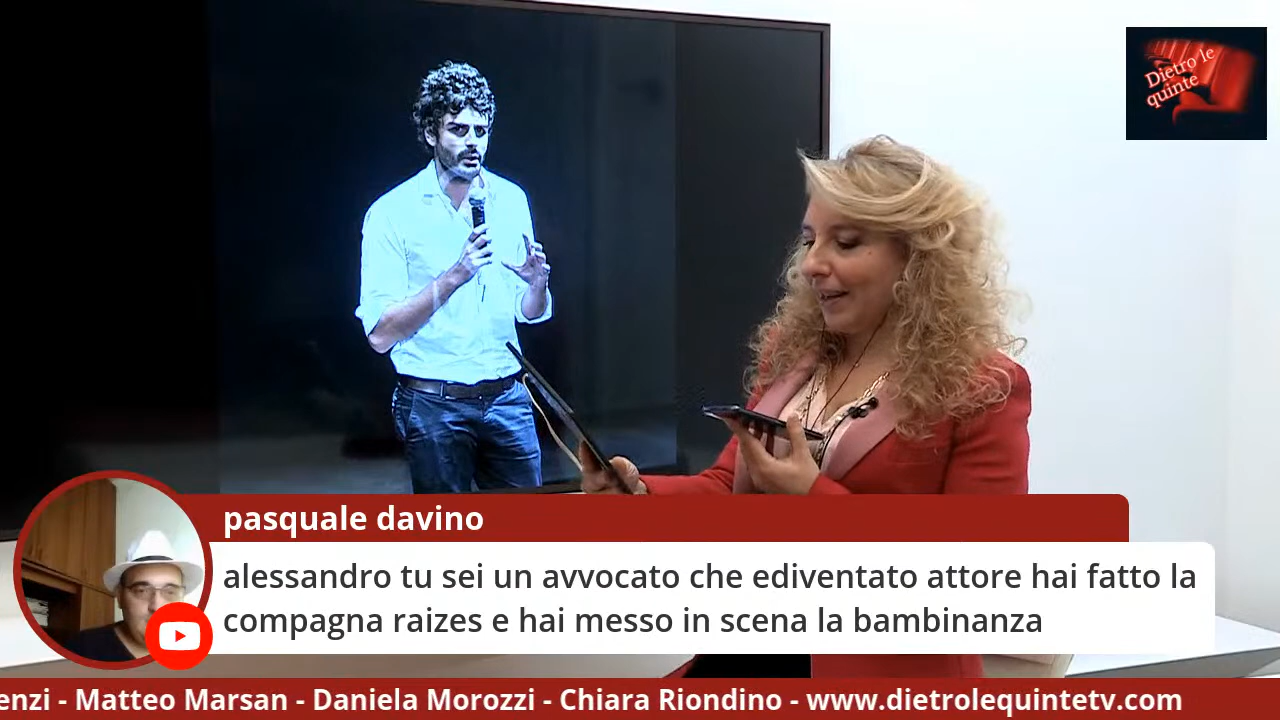 Dietro le
quinte
pasquale davino
alessandro tu sei un avvocato che ediventato attore hai fatto la
compagna raizes e hai messo in scena la bambinanza
enzi - Matteo Marsan - Daniela Morozzi - Chiara Riondino - www.dietrolequintetv.com